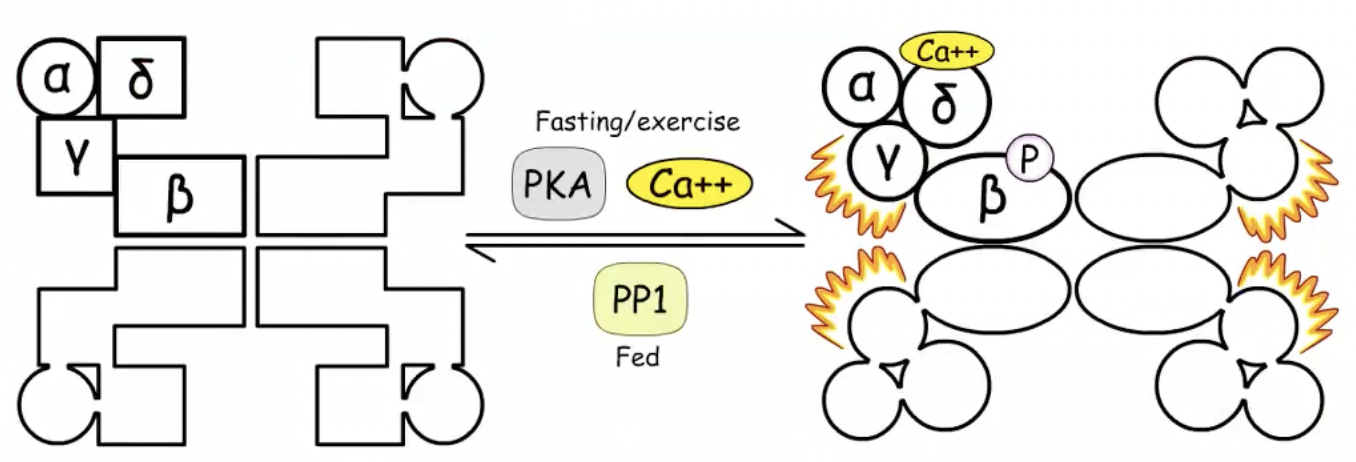 α δ
γ
β
Fasting/exercise
PKA Ca++
PP1
Fed
Ca++
α δ
γ
β P